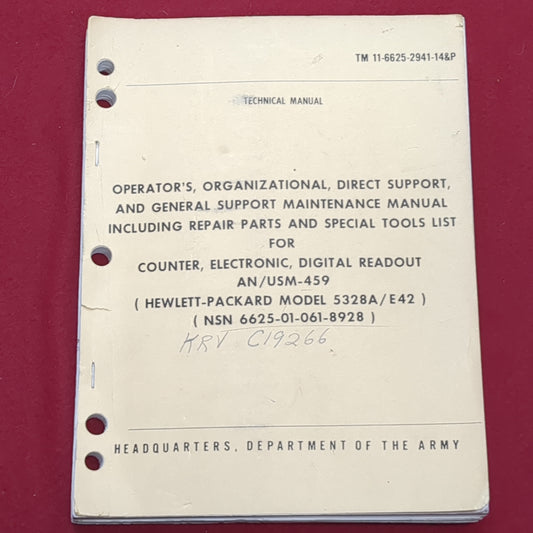 TM 11-6625-2941-14&P
TECHNICAL MANUAL
OPERATOR'S, ORGANIZATIONAL, DIRECT SUPPORT,
AND GENERAL SUPPORT MAINTENANCE MANUAL
INCLUDING REPAIR PARTS AND SPECIAL TOOLS LIST
FOR
COUNTER, ELECTRONIC, DIGITAL READOUT
AN/USM-459
( HEWLETT-PACKARD MODEL 5328A/E42 )
( NSN 6625-01-061-8928 )
KRV C19266
HEADQUARTERS, DEPARTMENT OF THE ARMY